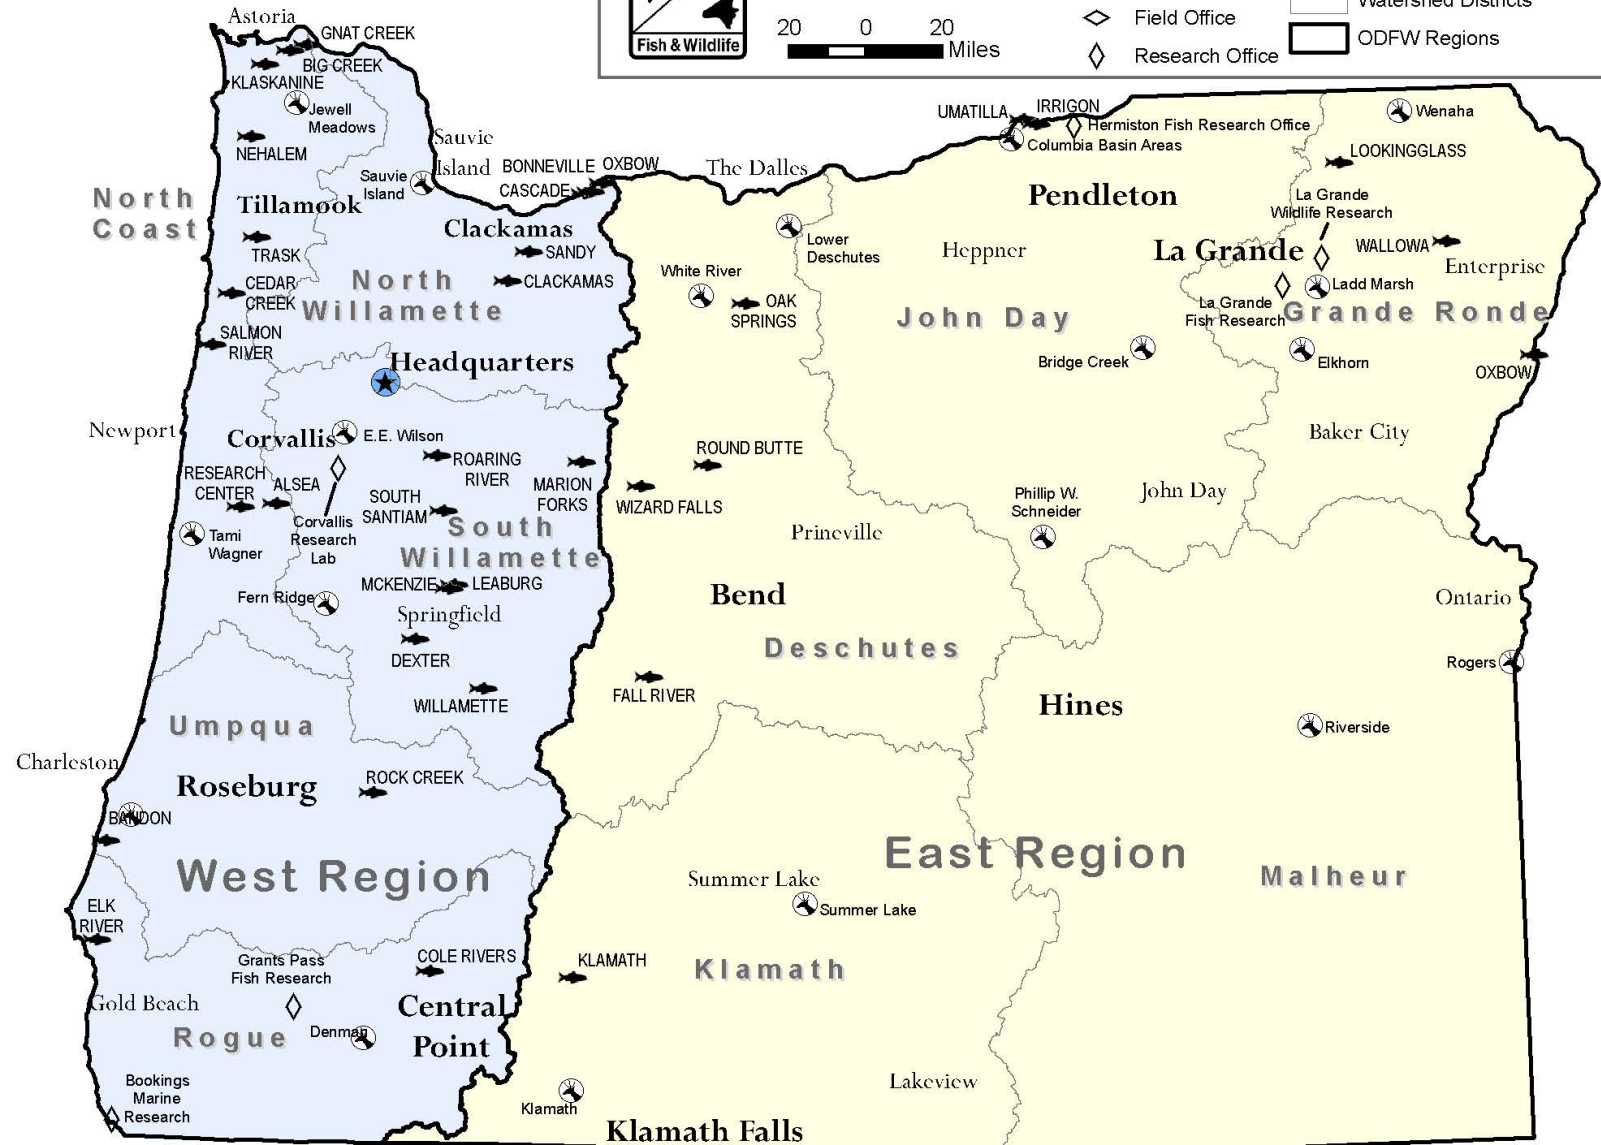 Astoria
GNAT CREEK
BIG CREEK
KLASKANINE
Jewell
Meadows
NEHALEM
Sauvie
Island
Sauvie
Island
North
Coast
Tillamook
TRASK
CEDAR
CREEK
SALMON
RIVER
BONNEVILLE
OXBOW
CASCADE
The Dalles
Clackamas
SANDY
CLACKAMAS
North
Willamette
Headquarters
Newport
Corvallis
E.E. Wilson
RESEARCH
CENTER
ALSEA
ROARING
RIVER
MARION
FORKS
SOUTH
SANTIAM
Corvallis
Research
Lab
Tami
Wagner
South
Willamette
MCKENZIE
LEABURG
Fern Ridge
Springfield
DEXTER
WILLAMETTE
Umpqua
Charleston
Roseburg
ROCK CREEK
BANDON
West Region
ELK
RIVER
Grants Pass
Fish Research
COLE RIVERS
Gold Beach
Central
Point
Rogue
Denman
Bookings
Marine
Research
Fish & Wildlife
20
0
20
Miles
Field Office
Research Office
Watershed Districts
ODFW Regions
UMATILLA
IRRIGON
Hermiston Fish Research Office
Columbia Basin Areas
Wenaha
LOOKINGGLASS
Pendleton
La Grande
Wildlife Research
Lower
Deschutes
Heppner
La Grande
WALLOWA
Enterprise
White River
OAK
SPRINGS
John Day
Ladd Marsh
La Grande
Fish Research
Grande Ronde
Bridge Creek
Elkhorn
OXBOW
Baker City
ROUND BUTTE
WIZARD FALLS
Phillip W.
Schneider
John Day
Prineville
Bend
Deschutes
Ontario
Rogers
FALL RIVER
Hines
Riverside
East Region
Malheur
Summer Lake
Summer Lake
KLAMATH
Klamath
Lakeview
Klamath
Klamath Falls